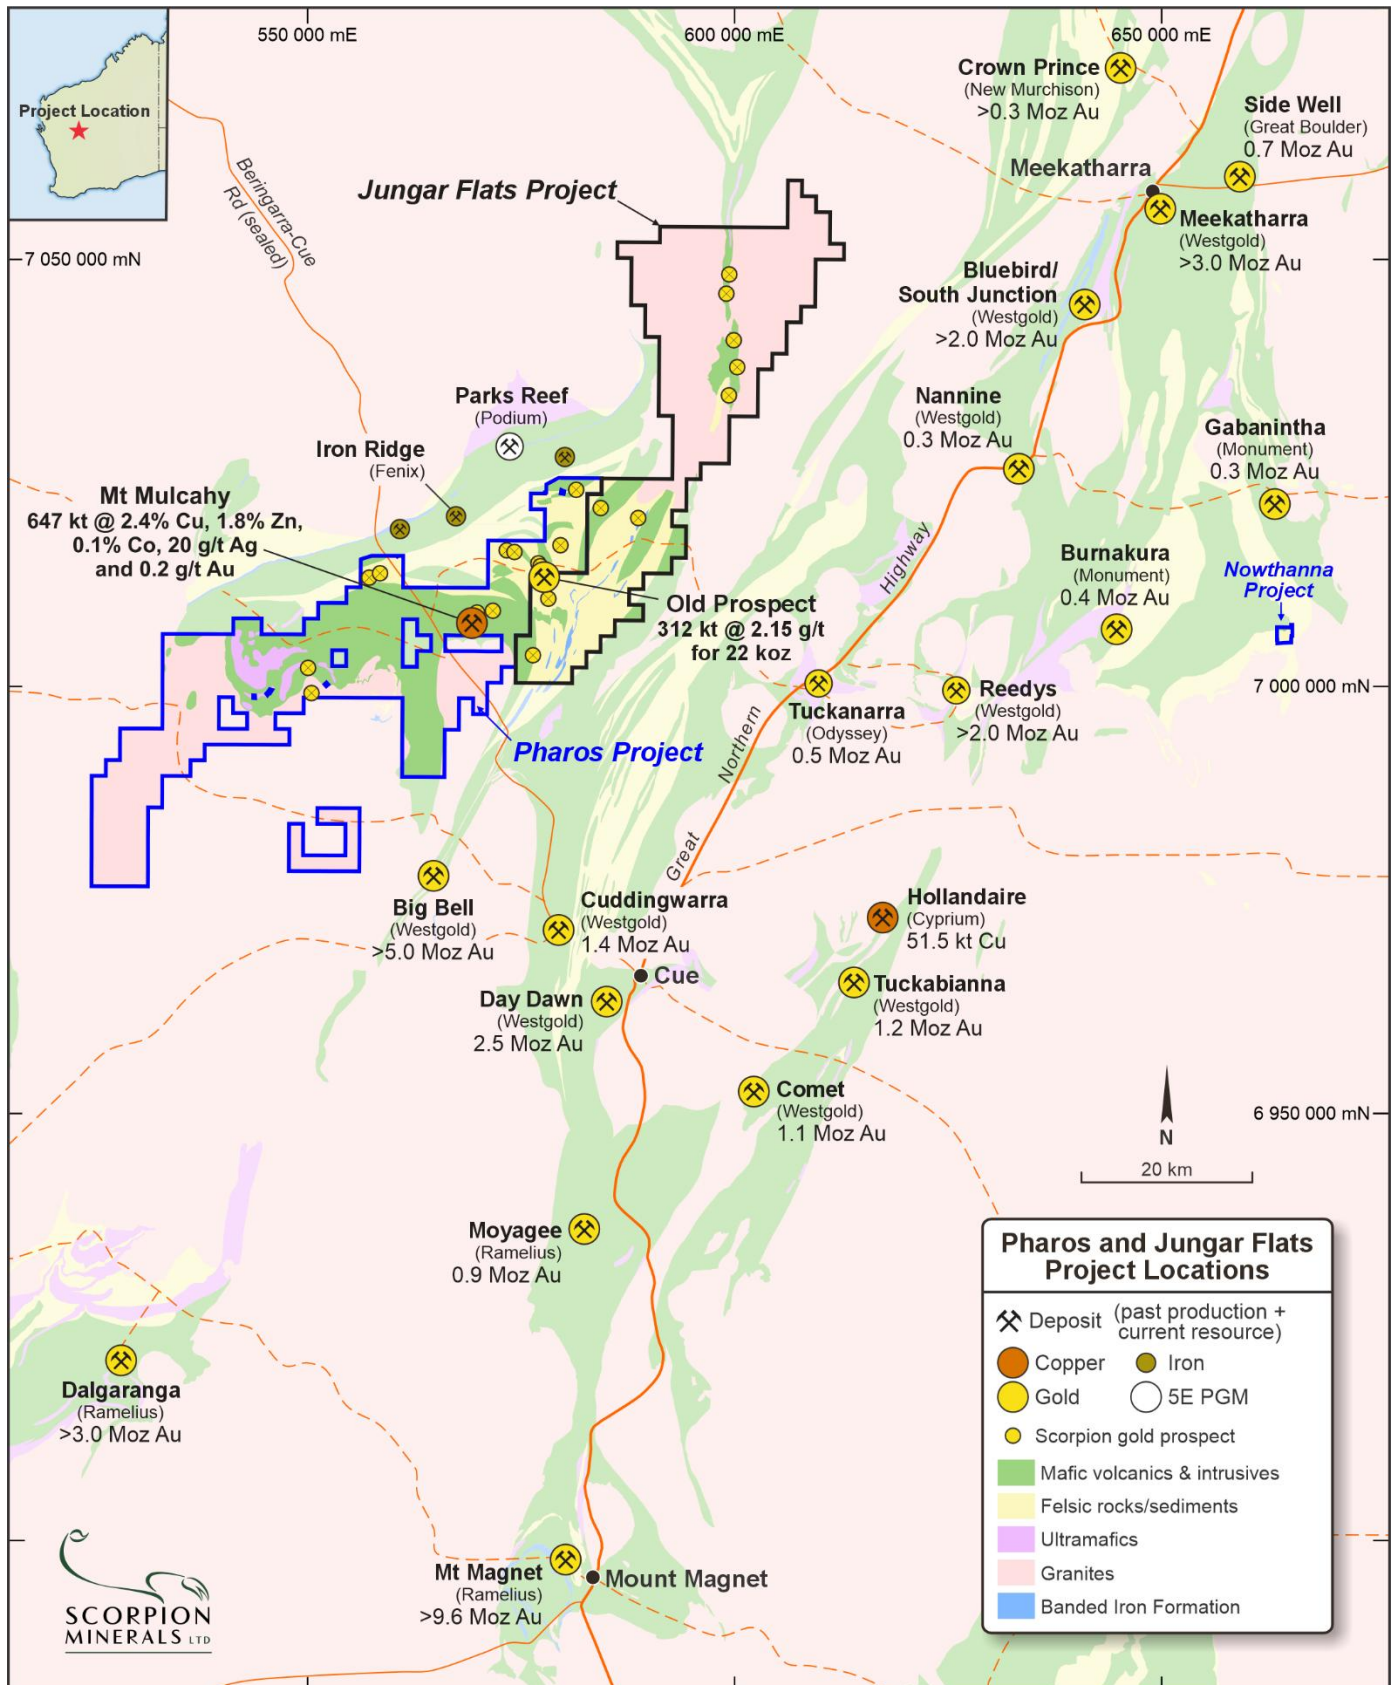 550 000 mE
600 000 mE
650 000 mE
Project Location
Crown Prince
(New Murchison)
>0.3 Moz Au
Side Well
(Great Boulder)
0.7 Moz Au
Meekatharra
Beringarra-Cue
Rd (sealed)
Jungar Flats Project
Meekatharra
(Westgold)
>3.0 Moz Au
7 050 000 mN
Bluebird/
South Junction
(Westgold)
>2.0 Moz Au
Parks Reef
(Podium)
Nannine
(Westgold)
0.3 Moz Au
Gabanintha
(Monument)
0.3 Moz Au
Iron Ridge
(Fenix)
Mt Mulcahy
647 kt @ 2.4% Cu, 1.8% Zn,
0.1% Co, 20 g/t Ag
and 0.2 g/t Au
Highway
Burnakura
(Monument)
0.4 Moz Au
Nowthanna
Project
Old Prospect
312 kt @ 2.15 g/t
for 22 koz
7 000 000 mN
Tuckanarra
(Odyssey)
0.5 Moz Au
Reedys
(Westgold)
>2.0 Moz Au
Northern
Pharos Project
Great
Big Bell
(Westgold)
>5.0 Moz Au
Cuddingwarra
(Westgold)
1.4 Moz Au
Hollandaire
(Cyprium)
51.5 kt Cu
Cue
Tuckabianna
(Westgold)
1.2 Moz Au
Day Dawn
(Westgold)
2.5 Moz Au
Comet
(Westgold)
1.1 Moz Au
6 950 000 mN
N
20 km
Moyagee
(Ramelius)
0.9 Moz Au
Dalgaranga
(Ramelius)
>3.0 Moz Au
Mt Magnet
(Ramelius)
>9.6 Moz Au
Mount Magnet
Pharos and Jungar Flats
Project Locations
Deposit (past production +
current resource)
Copper
Iron
Gold
5E PGM
Scorpion gold prospect
Mafic volcanics & intrusives
Felsic rocks/sediments
Ultramafics
Granites
Banded Iron Formation
SCORPION
MINERALS LTD